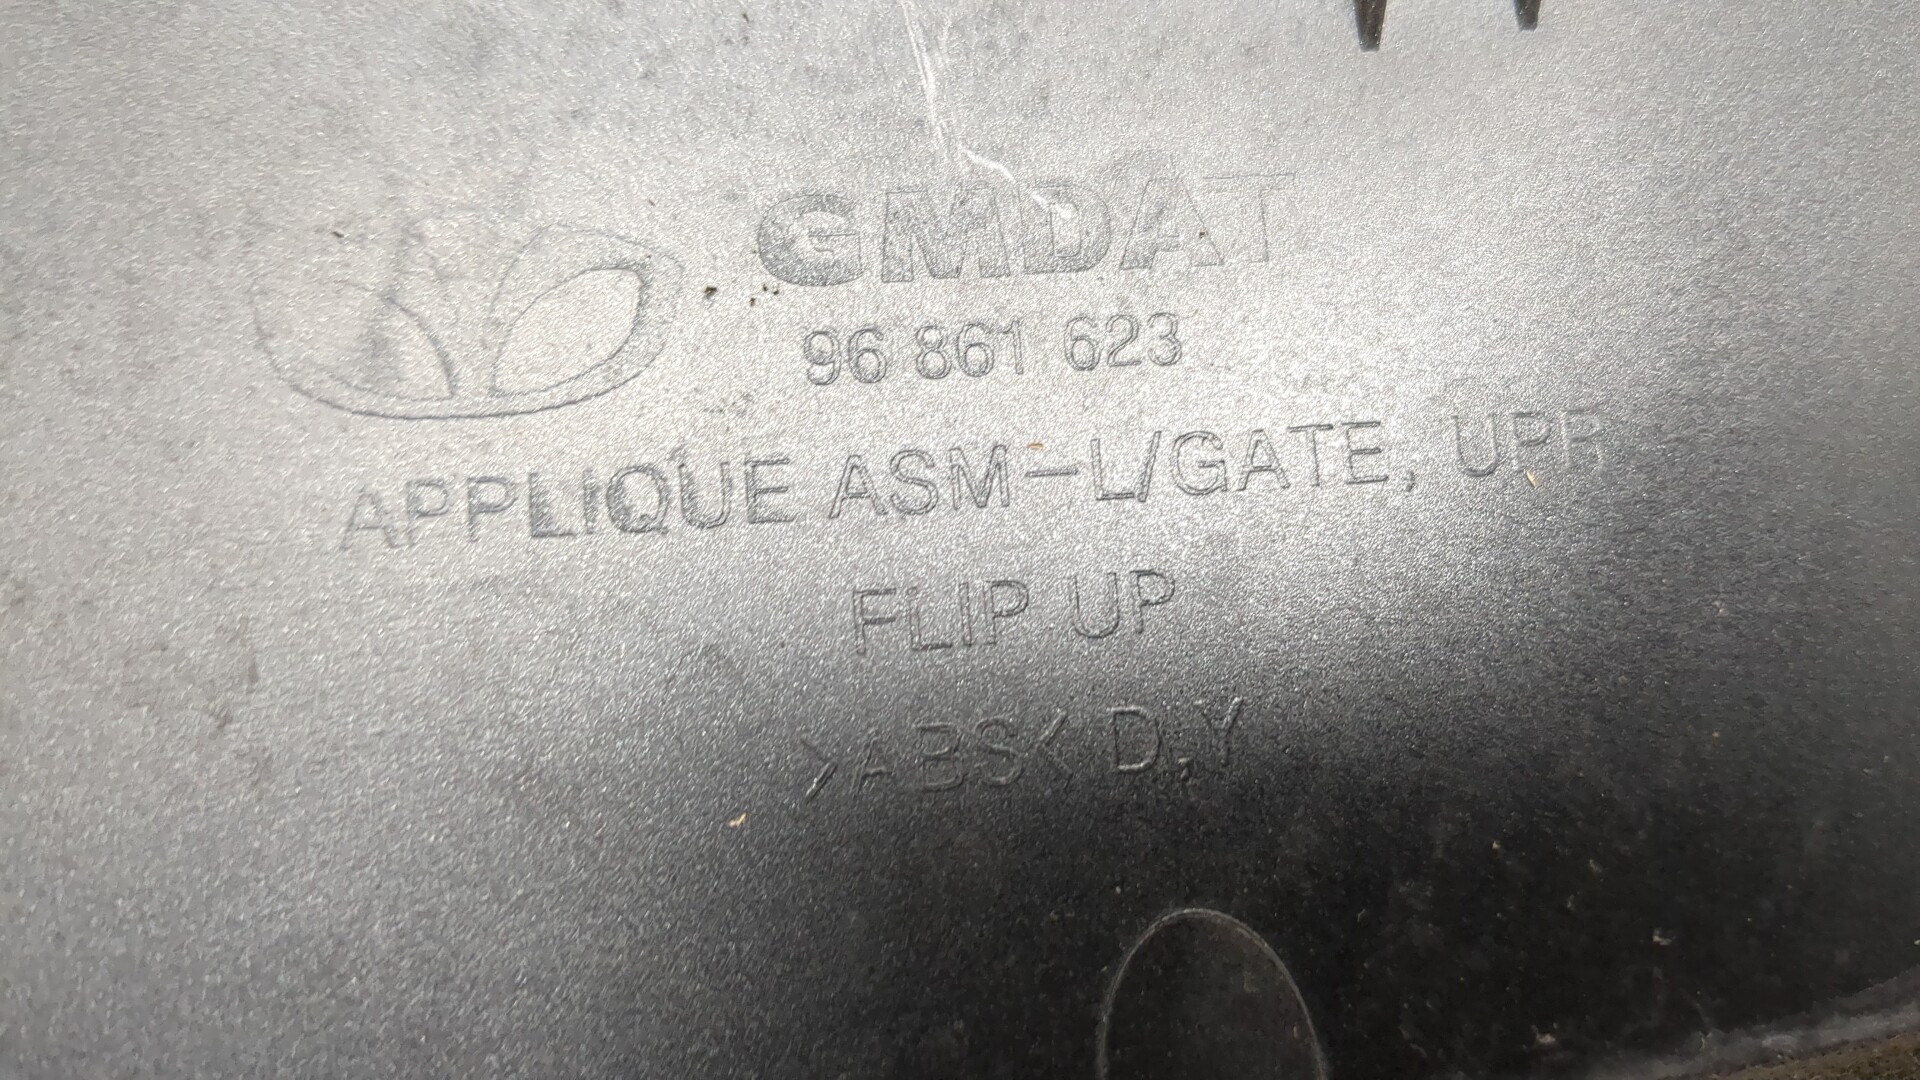 GMDAT
96 861 623
APPLIQUE ASM-L/GATE, UPR
FLIP UP
>ABS< D,Y